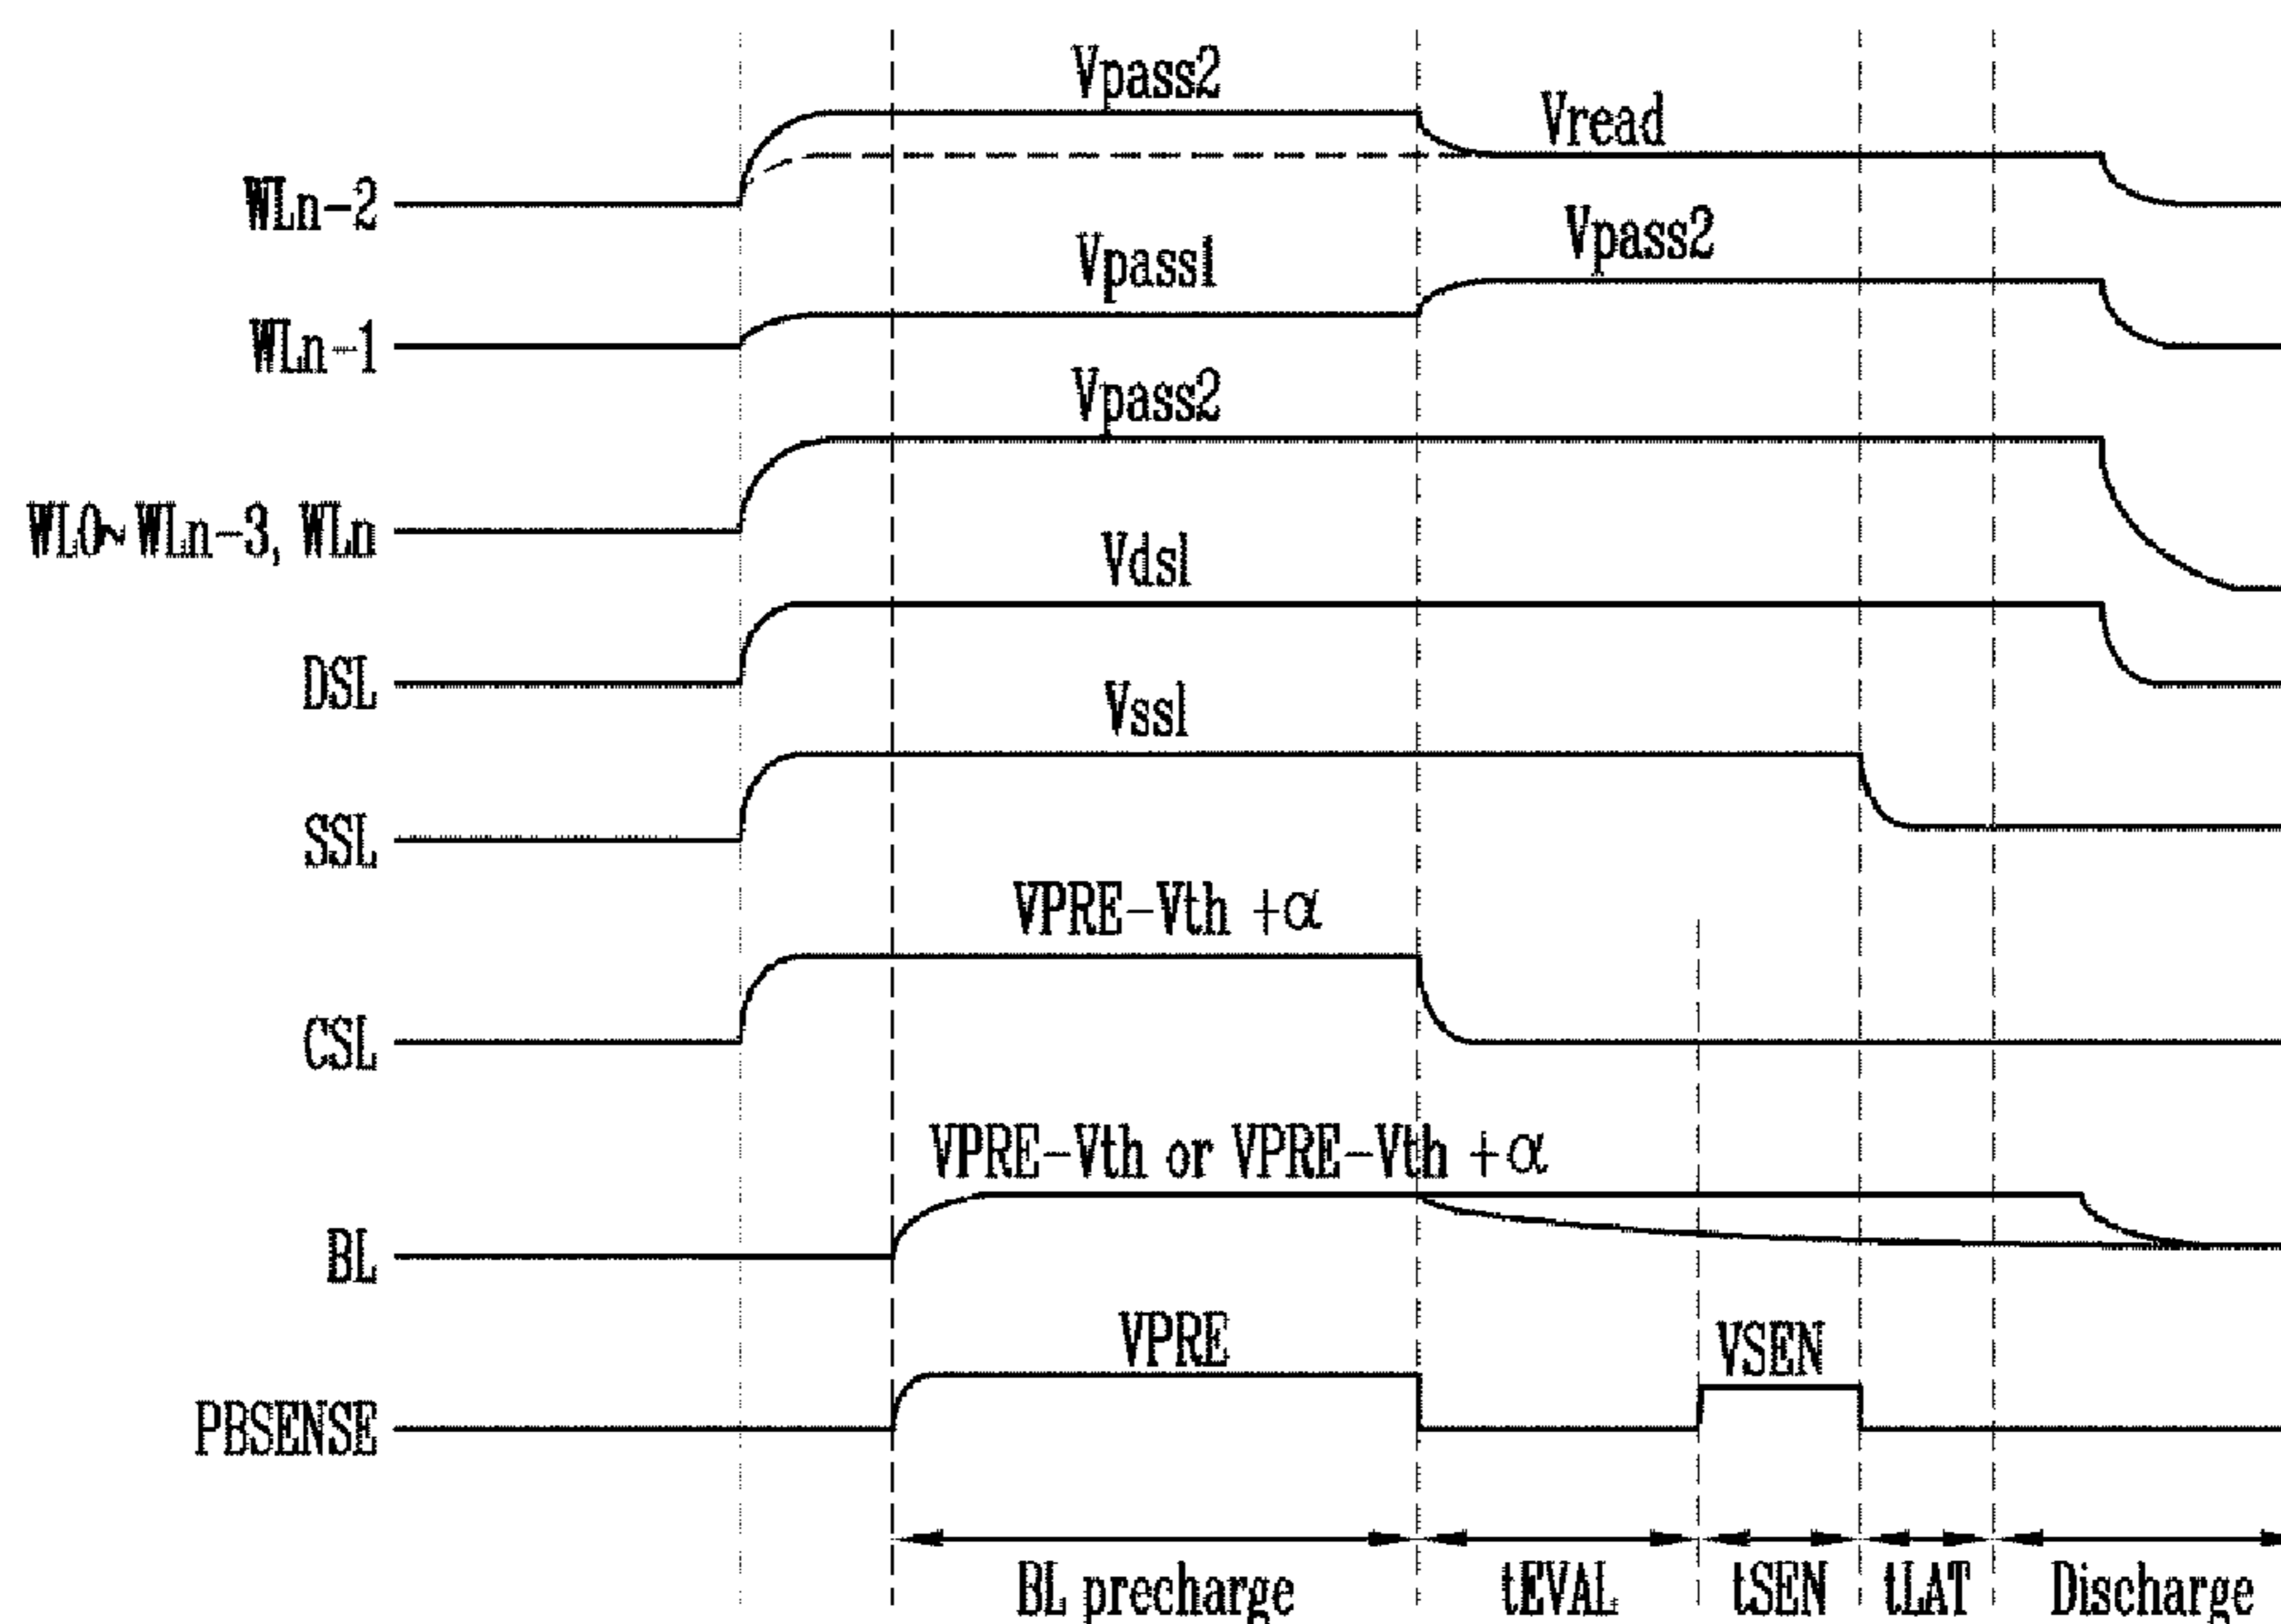 Vpass2
Vread
WLn-2
Vpass2
Vpass1
WLn-1
Vpass2
WL0~WLn-3, WLn
Vdsl
DSL
Vssl
SSL
VPRE-Vth +α
CSL
VPRE-Vth or VPRE-Vth +α
BL
VPRE
VSEN
PBSENSE
BL precharge tEVAL tSEN tLAT Discharge